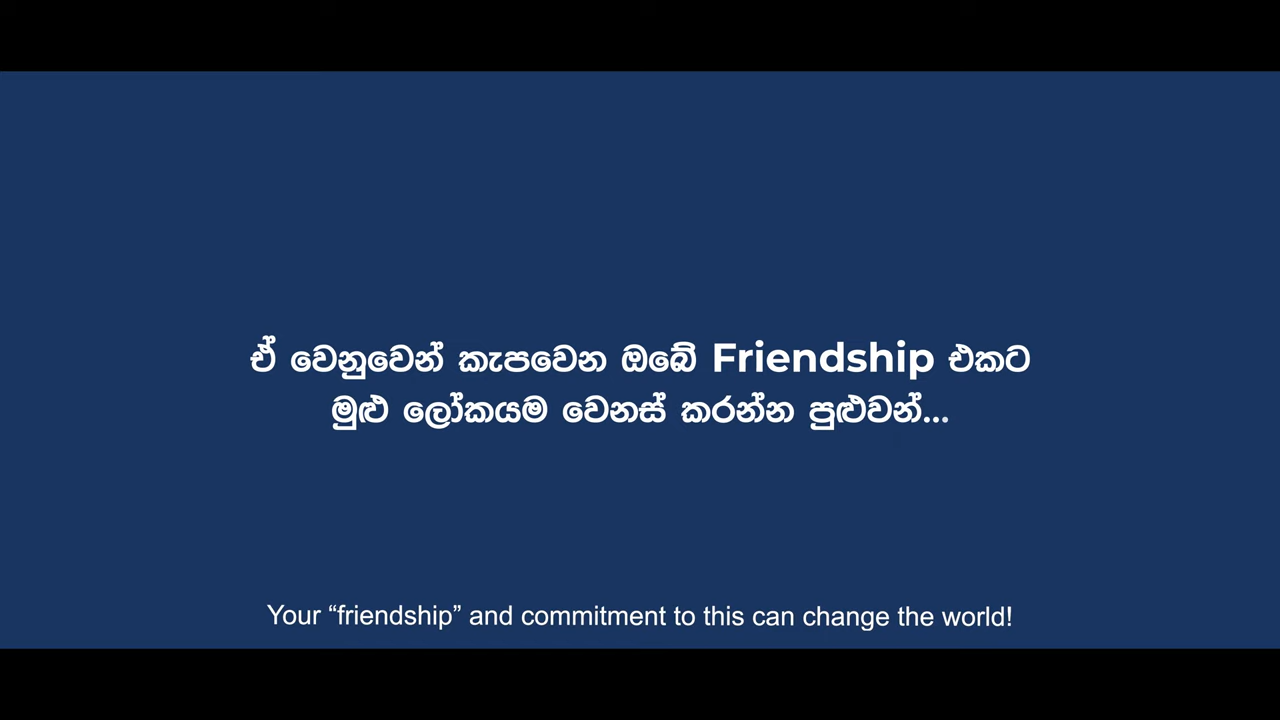 ඒ වෙනුවෙන් කැපවෙන ඔබේ Friendship එකට
මුළු ලෝකයම වෙනස් කරන්න පුළුවන්...
Your “friendship” and commitment to this can change the world!